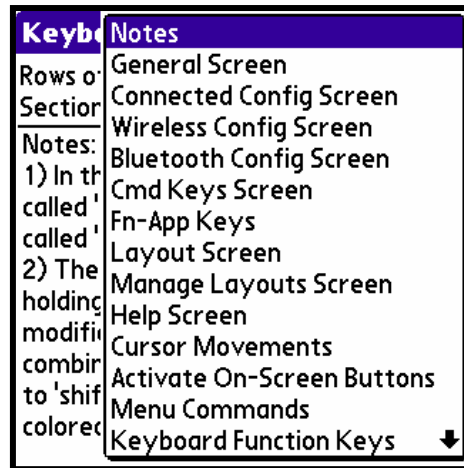 Keyb
Rows o
Section
Notes:
1) In th
called '
called '
2) The
holding
modifi
combin
to 'shif
colored
Notes
General Screen
Connected Config Screen
Wireless Config Screen
Bluetooth Config Screen
Cmd Keys Screen
Fn-App Keys
Layout Screen
Manage Layouts Screen
Help Screen
Cursor Movements
Activate On-Screen Buttons
Menu Commands
Keyboard Function Keys